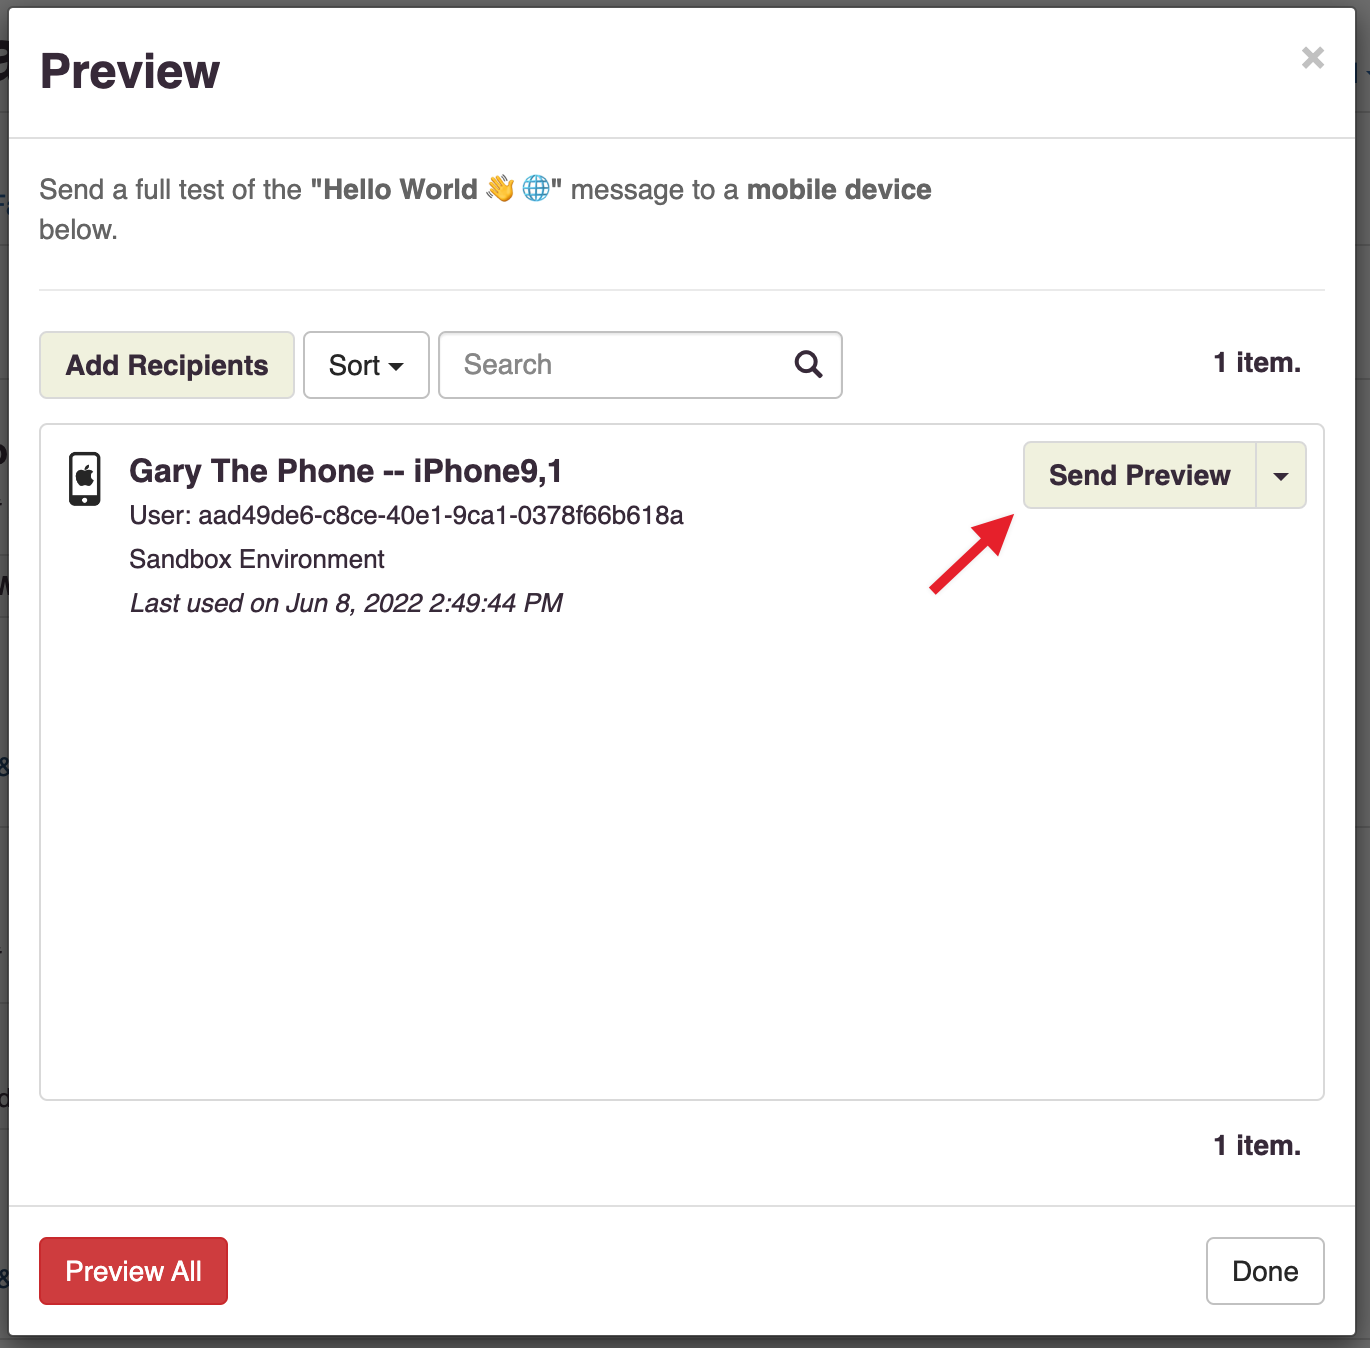 Preview
×
Send a full test of the "Hello World 👋 🌐" message to a mobile device
below.
Add Recipients
Sort
Search
1 item.
Gary The Phone -- iPhone9,1
Send Preview
User: aad49de6-c8ce-40e1-9ca1-0378f66b618a
Sandbox Environment
Last used on Jun 8, 2022 2:49:44 PM
1 item.
Preview All
Done